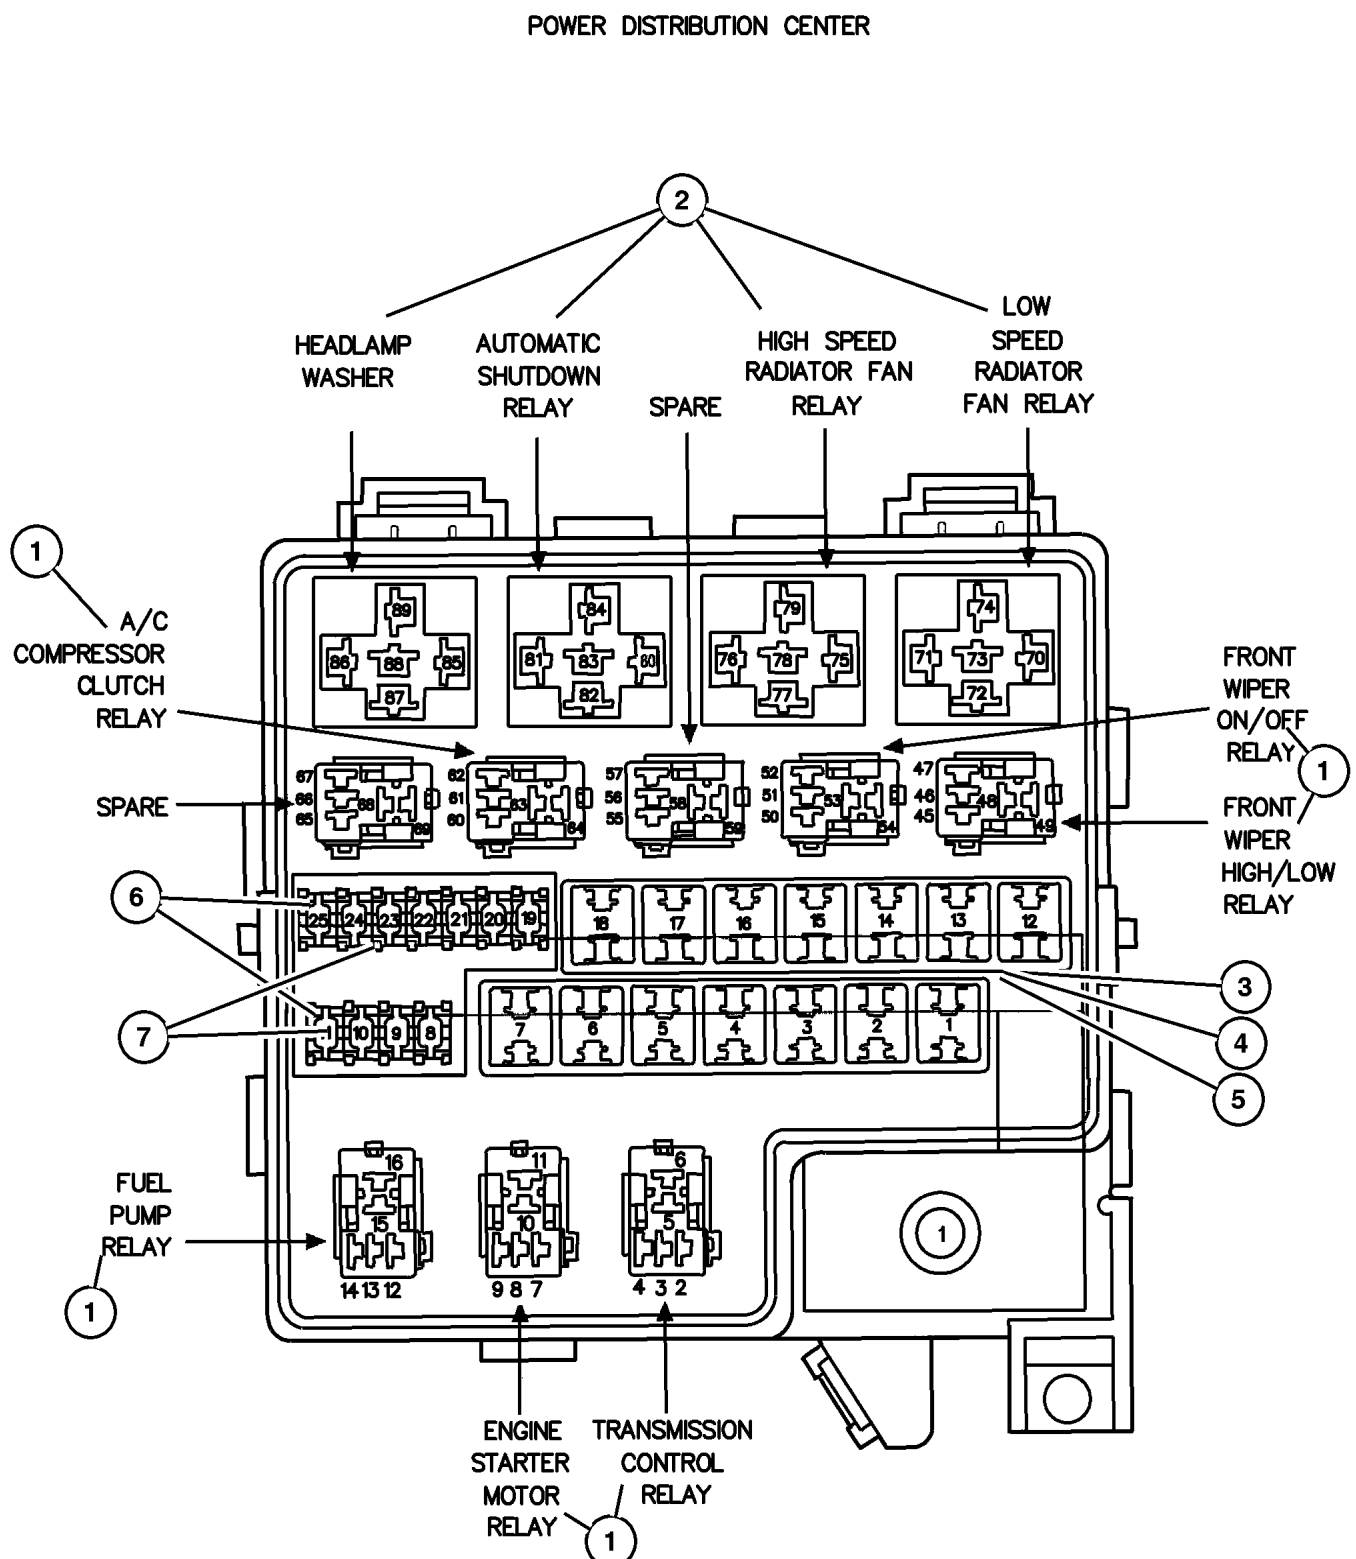 POWER DISTRIBUTION CENTER
2
HEADLAMP
WASHER
AUTOMATIC
SHUTDOWN
RELAY
SPARE
HIGH SPEED
RADIATOR FAN
RELAY
LOW
SPEED
RADIATOR
FAN RELAY
1
A/C
COMPRESSOR
CLUTCH
RELAY
89
86 88 85
87
84
81 83 80
82
79
76 78 75
77
74
71 73 70
72
FRONT
WIPER
ON/OFF
RELAY
1
SPARE
67
66 68
65 69
62
61 63
60 64
57
56 58
55 59
52
51 53
50 54
47
46 48
45 49
FRONT
WIPER
HIGH/LOW
RELAY
6
25 24 23 22 21 20 19
18 17 16 15 14 13 12
3
7
1 10 9 8
7 6 5 4 3 2 1
4
5
FUEL
PUMP
RELAY
1
16
15
14 13 12
11
10
9 8 7
6
5
4 3 2
1
ENGINE
STARTER
MOTOR
RELAY
TRANSMISSION
CONTROL
RELAY
1